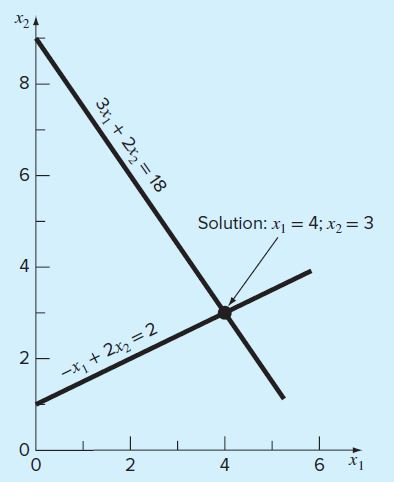 x₂
8
3x₁ + 2x₂ = 18
6
Solution: x₁ = 4; x₂ = 3
4
−x₁ + 2x₂ = 2
2
0
0 2 4 6 x₁